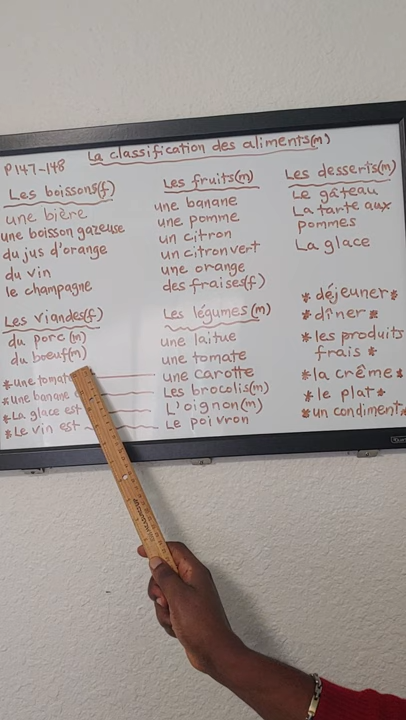 La classification des aliments(m)
P147-148
Les boissons(f)
une bière
une boisson gazeuse
du jus d'orange
du vin
le champagne
Les viandes(f)
du porc(m)
du boeuf(m)
*une tomate
*une banane
*La glace est
*Le vin est
Les fruits(m)
une banane
une pomme
un citron
un citron vert
une orange
des fraises(f)
Les légumes(m)
une laitue
une tomate
une carotte
Les brocolis(m)
L'oignon(m)
Le poivron
Les desserts(m)
Le gâteau
La tarte aux
pommes
La glace
*déjeuner*
*dîner*
*les produits
frais*
*la crême*
*le plat*
*un condiment*